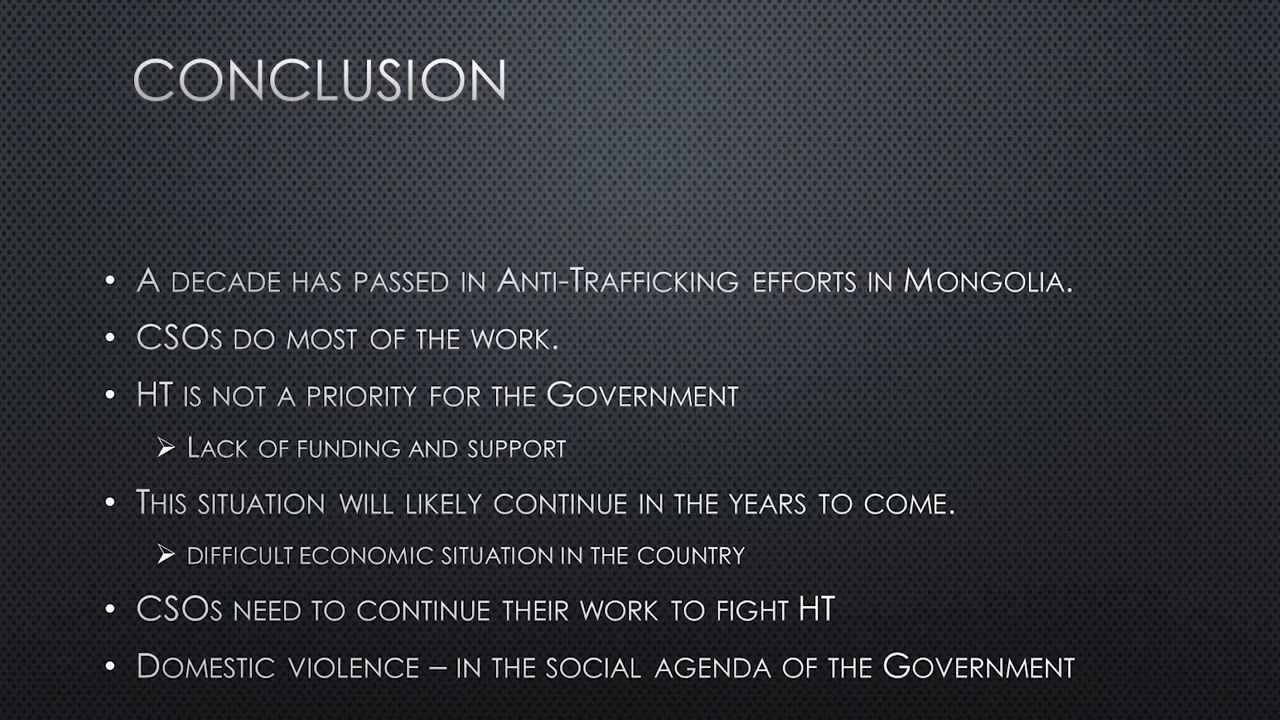 CONCLUSION
• A DECADE HAS PASSED IN ANTI-TRAFFICKING EFFORTS IN MONGOLIA.
• CSOS DO MOST OF THE WORK.
• HT IS NOT A PRIORITY FOR THE GOVERNMENT
➢ LACK OF FUNDING AND SUPPORT
• THIS SITUATION WILL LIKELY CONTINUE IN THE YEARS TO COME.
➢ DIFFICULT ECONOMIC SITUATION IN THE COUNTRY
• CSOS NEED TO CONTINUE THEIR WORK TO FIGHT HT
• DOMESTIC VIOLENCE – IN THE SOCIAL AGENDA OF THE GOVERNMENT